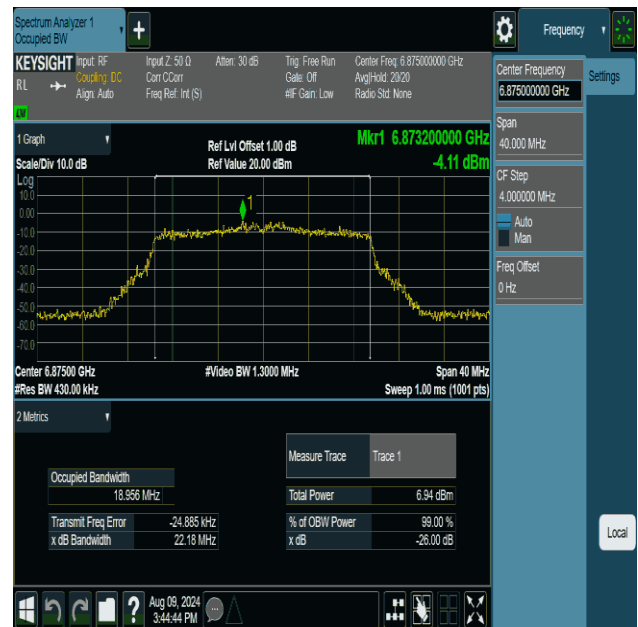 Spectrum Analyzer 1
Occupied BW
+
Frequency
KEYSIGHT Input: RF Input Z: 50 Ω Atten: 30 dB Trig: Free Run Center Freq: 6.875000000 GHz
RL Coupling: DC Corr CCorr Gate: Off Avg|Hold: 20/20
Align: Auto Freq Ref: Int (S) #IF Gain: Low Radio Std: None
LW
Center Frequency
6.875000000 GHz
Settings
Span
40.000 MHz
CF Step
4.000000 MHz
Auto
Man
Freq Offset
0 Hz
Local
1 Graph Ref Lvl Offset 1.00 dB Mkr1 6.873200000 GHz
Scale/Div 10.0 dB Ref Value 20.00 dBm -4.11 dBm
Log
10.0
0.00
-10.0
-20.0
-30.0
-40.0
-50.0
-60.0
-70.0
1
Center 6.87500 GHz #Video BW 1.3000 MHz Span 40 MHz
#Res BW 430.00 kHz Sweep 1.00 ms (1001 pts)
2 Metrics
Measure Trace Trace 1
Occupied Bandwidth
18.956 MHz Total Power 6.94 dBm
Transmit Freq Error -24.885 kHz % of OBW Power 99.00 %
x dB Bandwidth 22.18 MHz x dB -26.00 dB
? Aug 09, 2024
3:44:44 PM